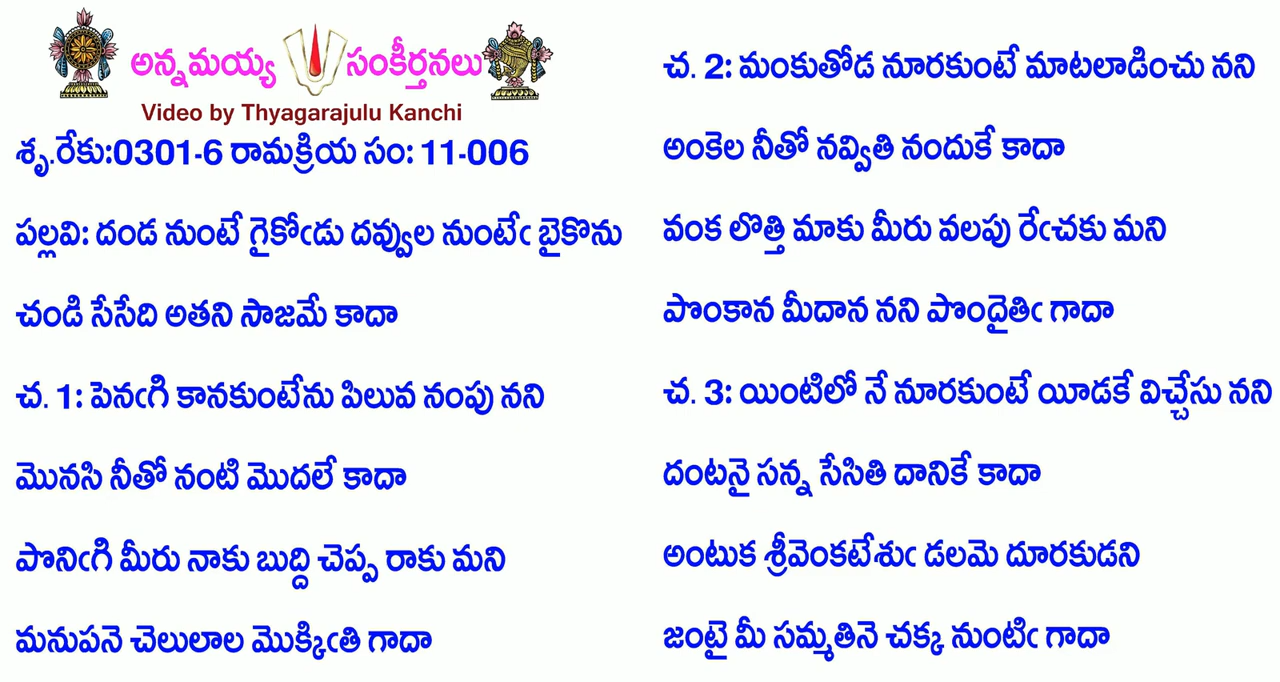 అన్నమయ్య సంకీర్తనలు
Video by Thyagarajulu Kanchi
శృ.రేకు:0301-6 రామక్రియ సం: 11-006
పల్లవి: దండ నుంటే గైకోఁడు దవ్వుల నుంటేఁ బైకొను
చండి సేసేది అతని సాజమే కాదా
చ. 1: పెనఁగి కానకుంటేను పిలువ నంపు నని
మొనసి నీతో నంటి మొదలే కాదా
పొనిఁగి మీరు నాకు బుద్ది చెప్ప రాకు మని
మనుపనె చెలులాల మొక్కిఁతి గాదా
చ. 2: మంకుతోడ నూరకుంటే మాటలాడించు నని
అంకెల నీతో నవ్వితి నందుకే కాదా
వంక లొత్తి మాకు మీరు వలపు రేఁచకు మని
పొంకాన మీదాన నని పొందైతిఁ గాదా
చ. 3: యింటిలో నే నూరకుంటే యీడకే విచ్చేసు నని
దంటనై సన్న సేసితి దానికే కాదా
అంటుక శ్రీవెంకటేశుఁ డలమె దూరకుడని
జంటై మీ సమ్మతినె చక్క నుంటిఁ గాదా